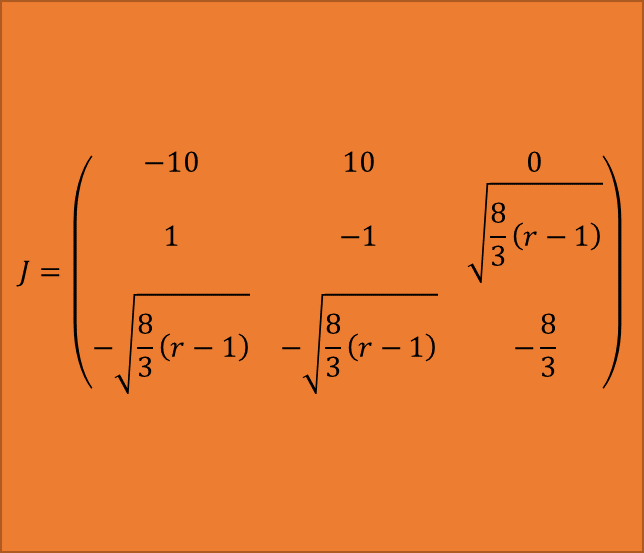 J = ( −10 10 0
1 −1 √(8/3 (r − 1))
−√(8/3 (r − 1)) −√(8/3 (r − 1)) −8/3 )